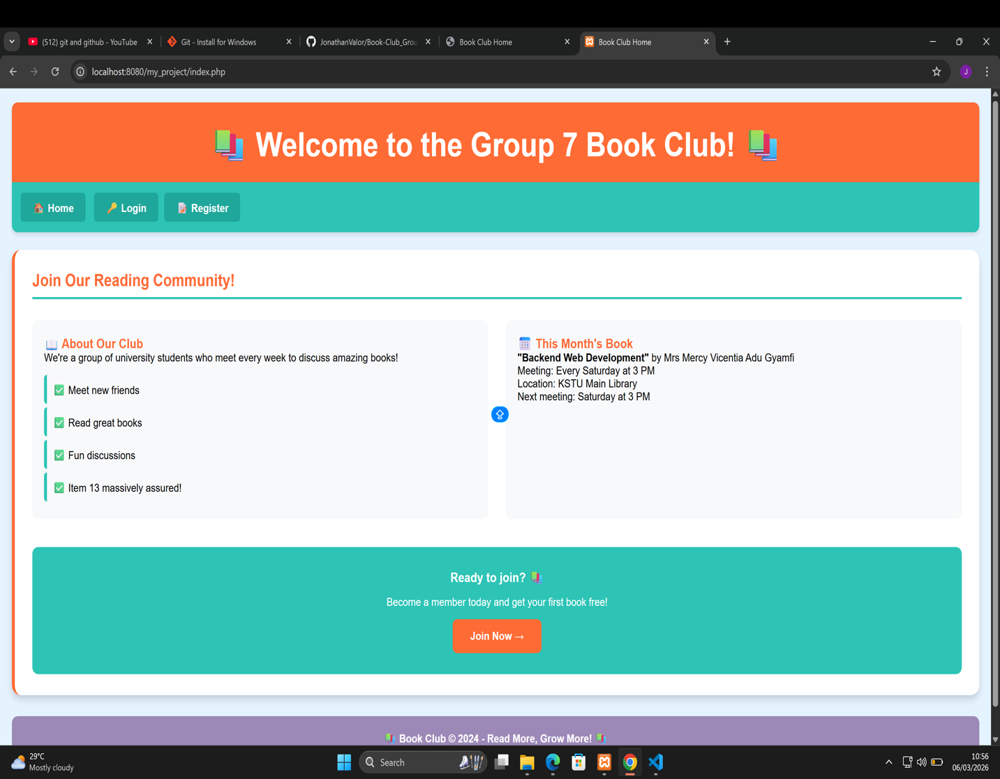 (512) git and github - YouTube
Git - Install for Windows
JonathanValor/Book-Club_Grou
Book Club Home
Book Club Home
localhost:8080/my_project/index.php
J
Welcome to the Group 7 Book Club!
Home
Login
Register
Join Our Reading Community!
About Our Club
We're a group of university students who meet every week to discuss amazing books!
Meet new friends
Read great books
Fun discussions
Item 13 massively assured!
This Month's Book
"Backend Web Development" by Mrs Mercy Vicentia Adu Gyamfi
Meeting: Every Saturday at 3 PM
Location: KSTU Main Library
Next meeting: Saturday at 3 PM
Ready to join?
Become a member today and get your first book free!
Join Now →
Book Club © 2024 - Read More, Grow More!
29°C
Mostly cloudy
Search
10:56
06/03/2026